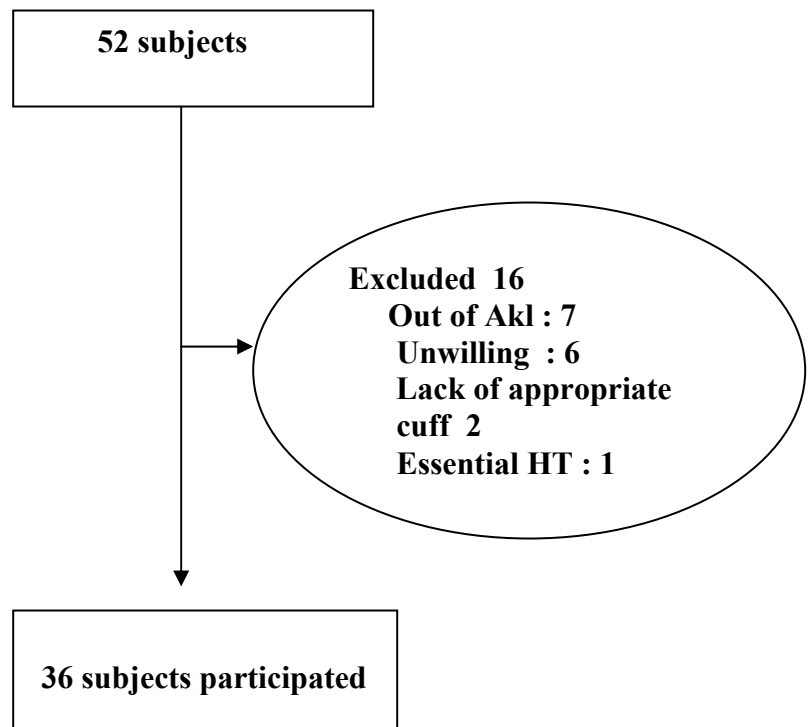 52 subjects
Excluded 16
Out of Akl : 7
Unwilling : 6
Lack of appropriate
cuff 2
Essential HT : 1
36 subjects participated